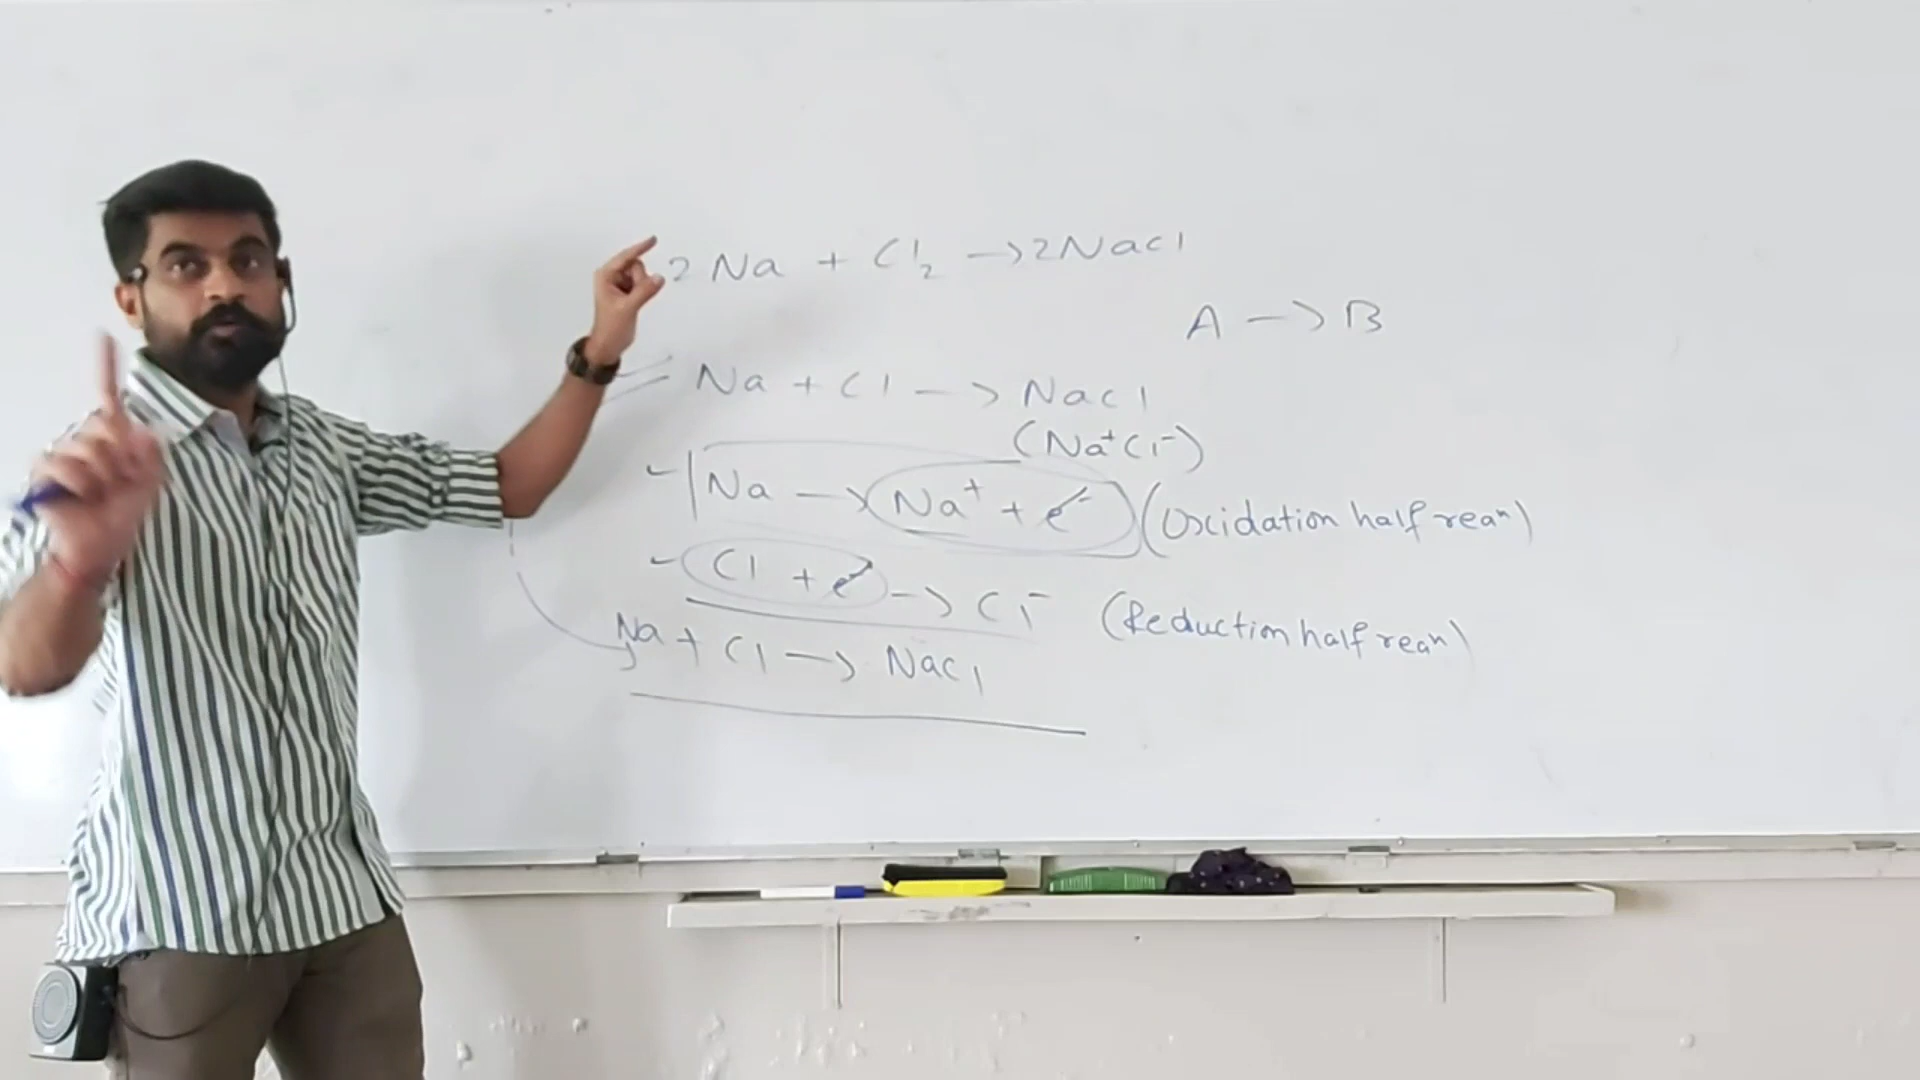 2 Na + Cl₂ → 2NaCl
A → B
Na + Cl → NaCl
(Na⁺Cl⁻)
Na → Na⁺ + e⁻ (Oxidation half reaⁿ)
Cl + e⁻ → Cl⁻ (Reduction half reaⁿ)
Na + Cl → NaCl